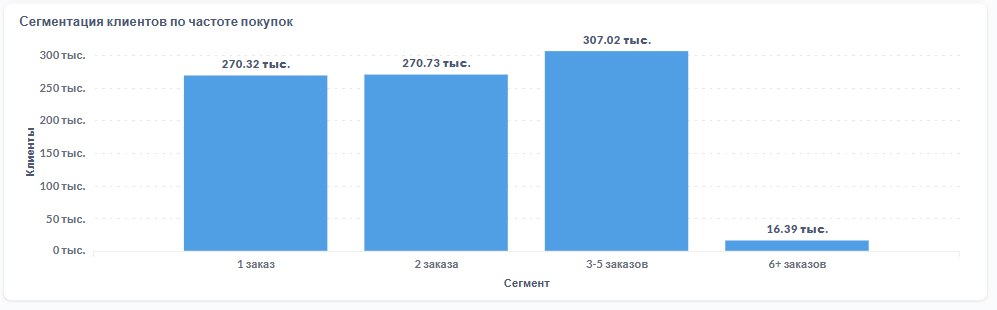 Сегментация клиентов по частоте покупок
307.02 тыс.
270.32 тыс.
270.73 тыс.
16.39 тыс.
300 тыс.
250 тыс.
200 тыс.
150 тыс.
100 тыс.
50 тыс.
0 тыс.
Клиенты
1 заказ
2 заказа
3-5 заказов
6+ заказов
Сегмент